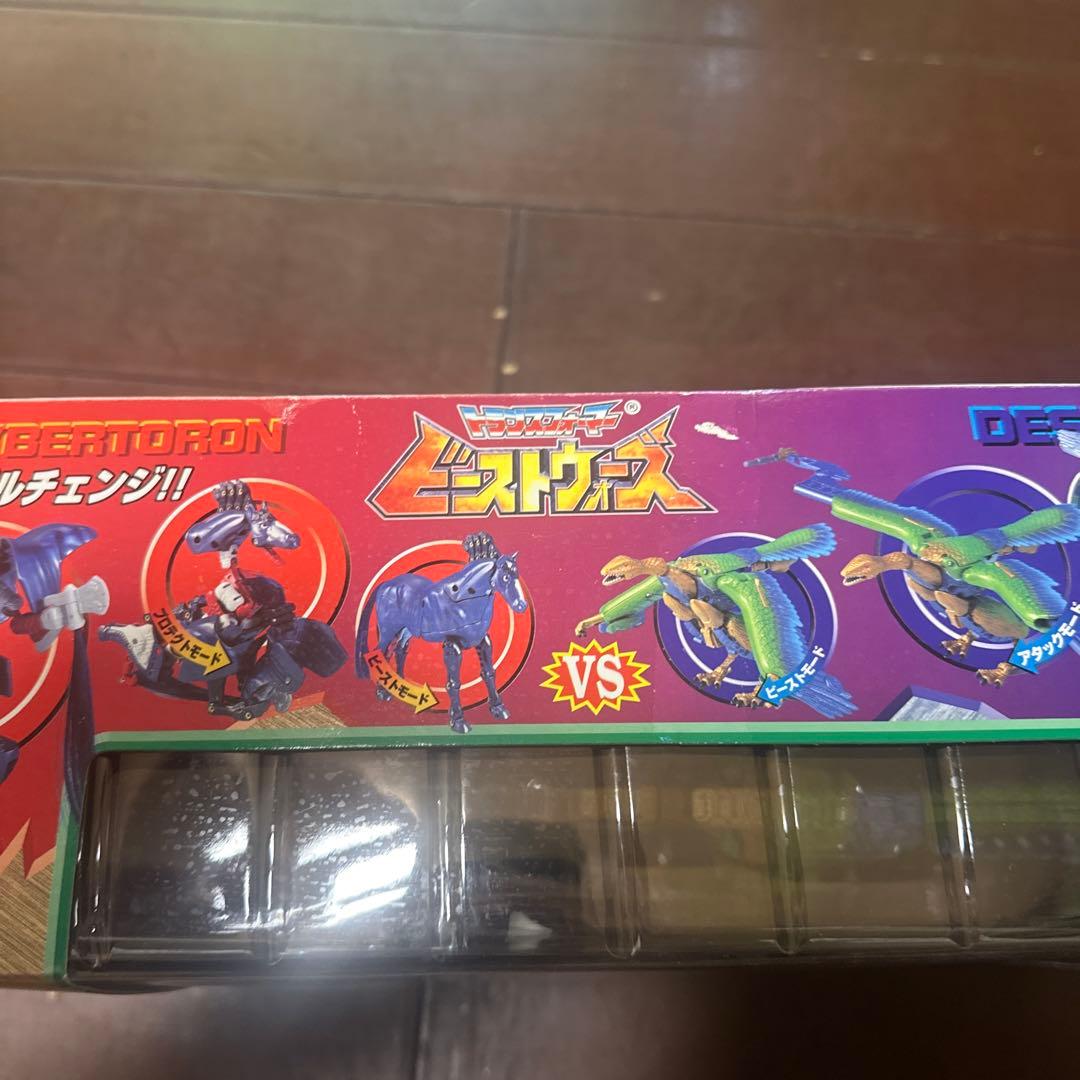 YBERTORON
ルチェンジ!!
プロテクトモード
トランスフォーマー®
ビーストウォーズ
ビーストモード
VS
ビーストモード
DES
アタックモード